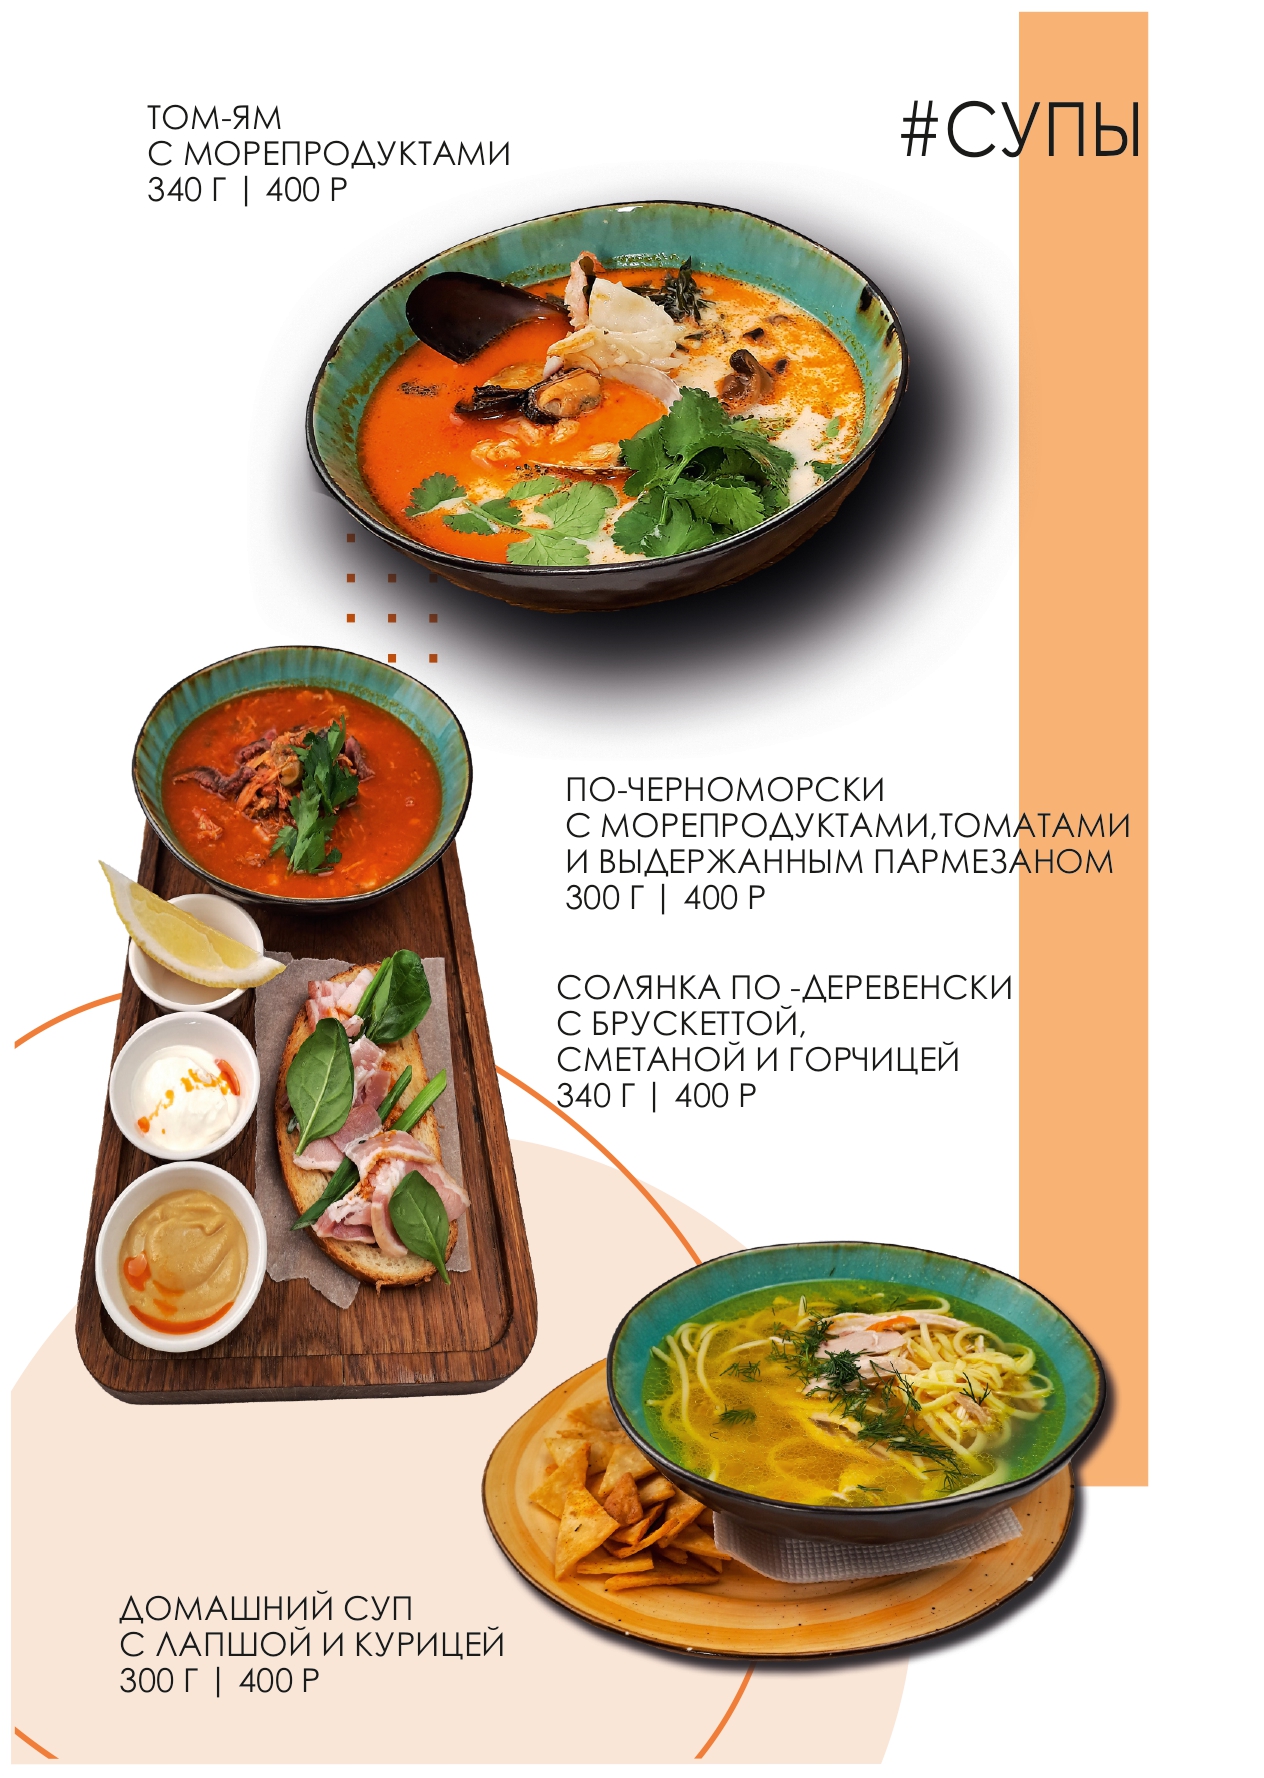 #СУПЫ
ТОМ-ЯМ
С МОРЕПРОДУКТАМИ
340 Г | 400 Р
ПО-ЧЕРНОМОРСКИ
С МОРЕПРОДУКТАМИ,ТОМАТАМИ
И ВЫДЕРЖАННЫМ ПАРМЕЗАНОМ
300 Г | 400 Р
СОЛЯНКА ПО -ДЕРЕВЕНСКИ
С БРУСКЕТТОЙ,
СМЕТАНОЙ И ГОРЧИЦЕЙ
340 Г | 400 Р
ДОМАШНИЙ СУП
С ЛАПШОЙ И КУРИЦЕЙ
300 Г | 400 Р